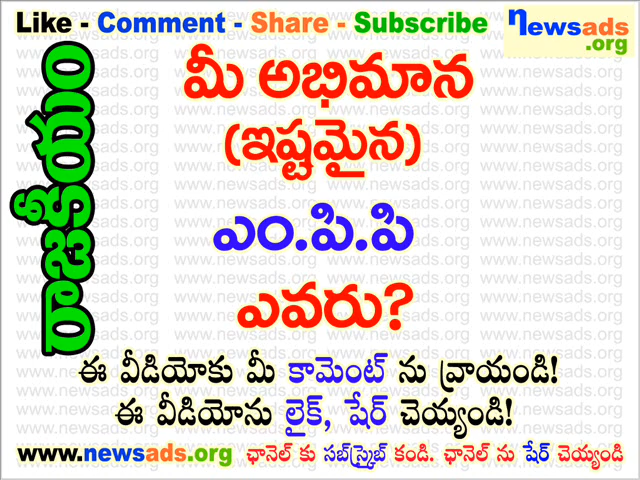 Like - Comment - Share - Subscribe
newsads
.org
రాజకీయం
మీ అభిమాన
(ఇష్టమైన)
ఎం.పి.పి
ఎవరు?
ఈ వీడియోకు మీ కామెంట్ ను వ్రాయండి!
ఈ వీడియోను లైక్, షేర్ చెయ్యండి!
www.newsads.org ఛానెల్ కు సబ్‌స్క్రైబ్ కండి. ఛానెల్ ను షేర్ చెయ్యండి